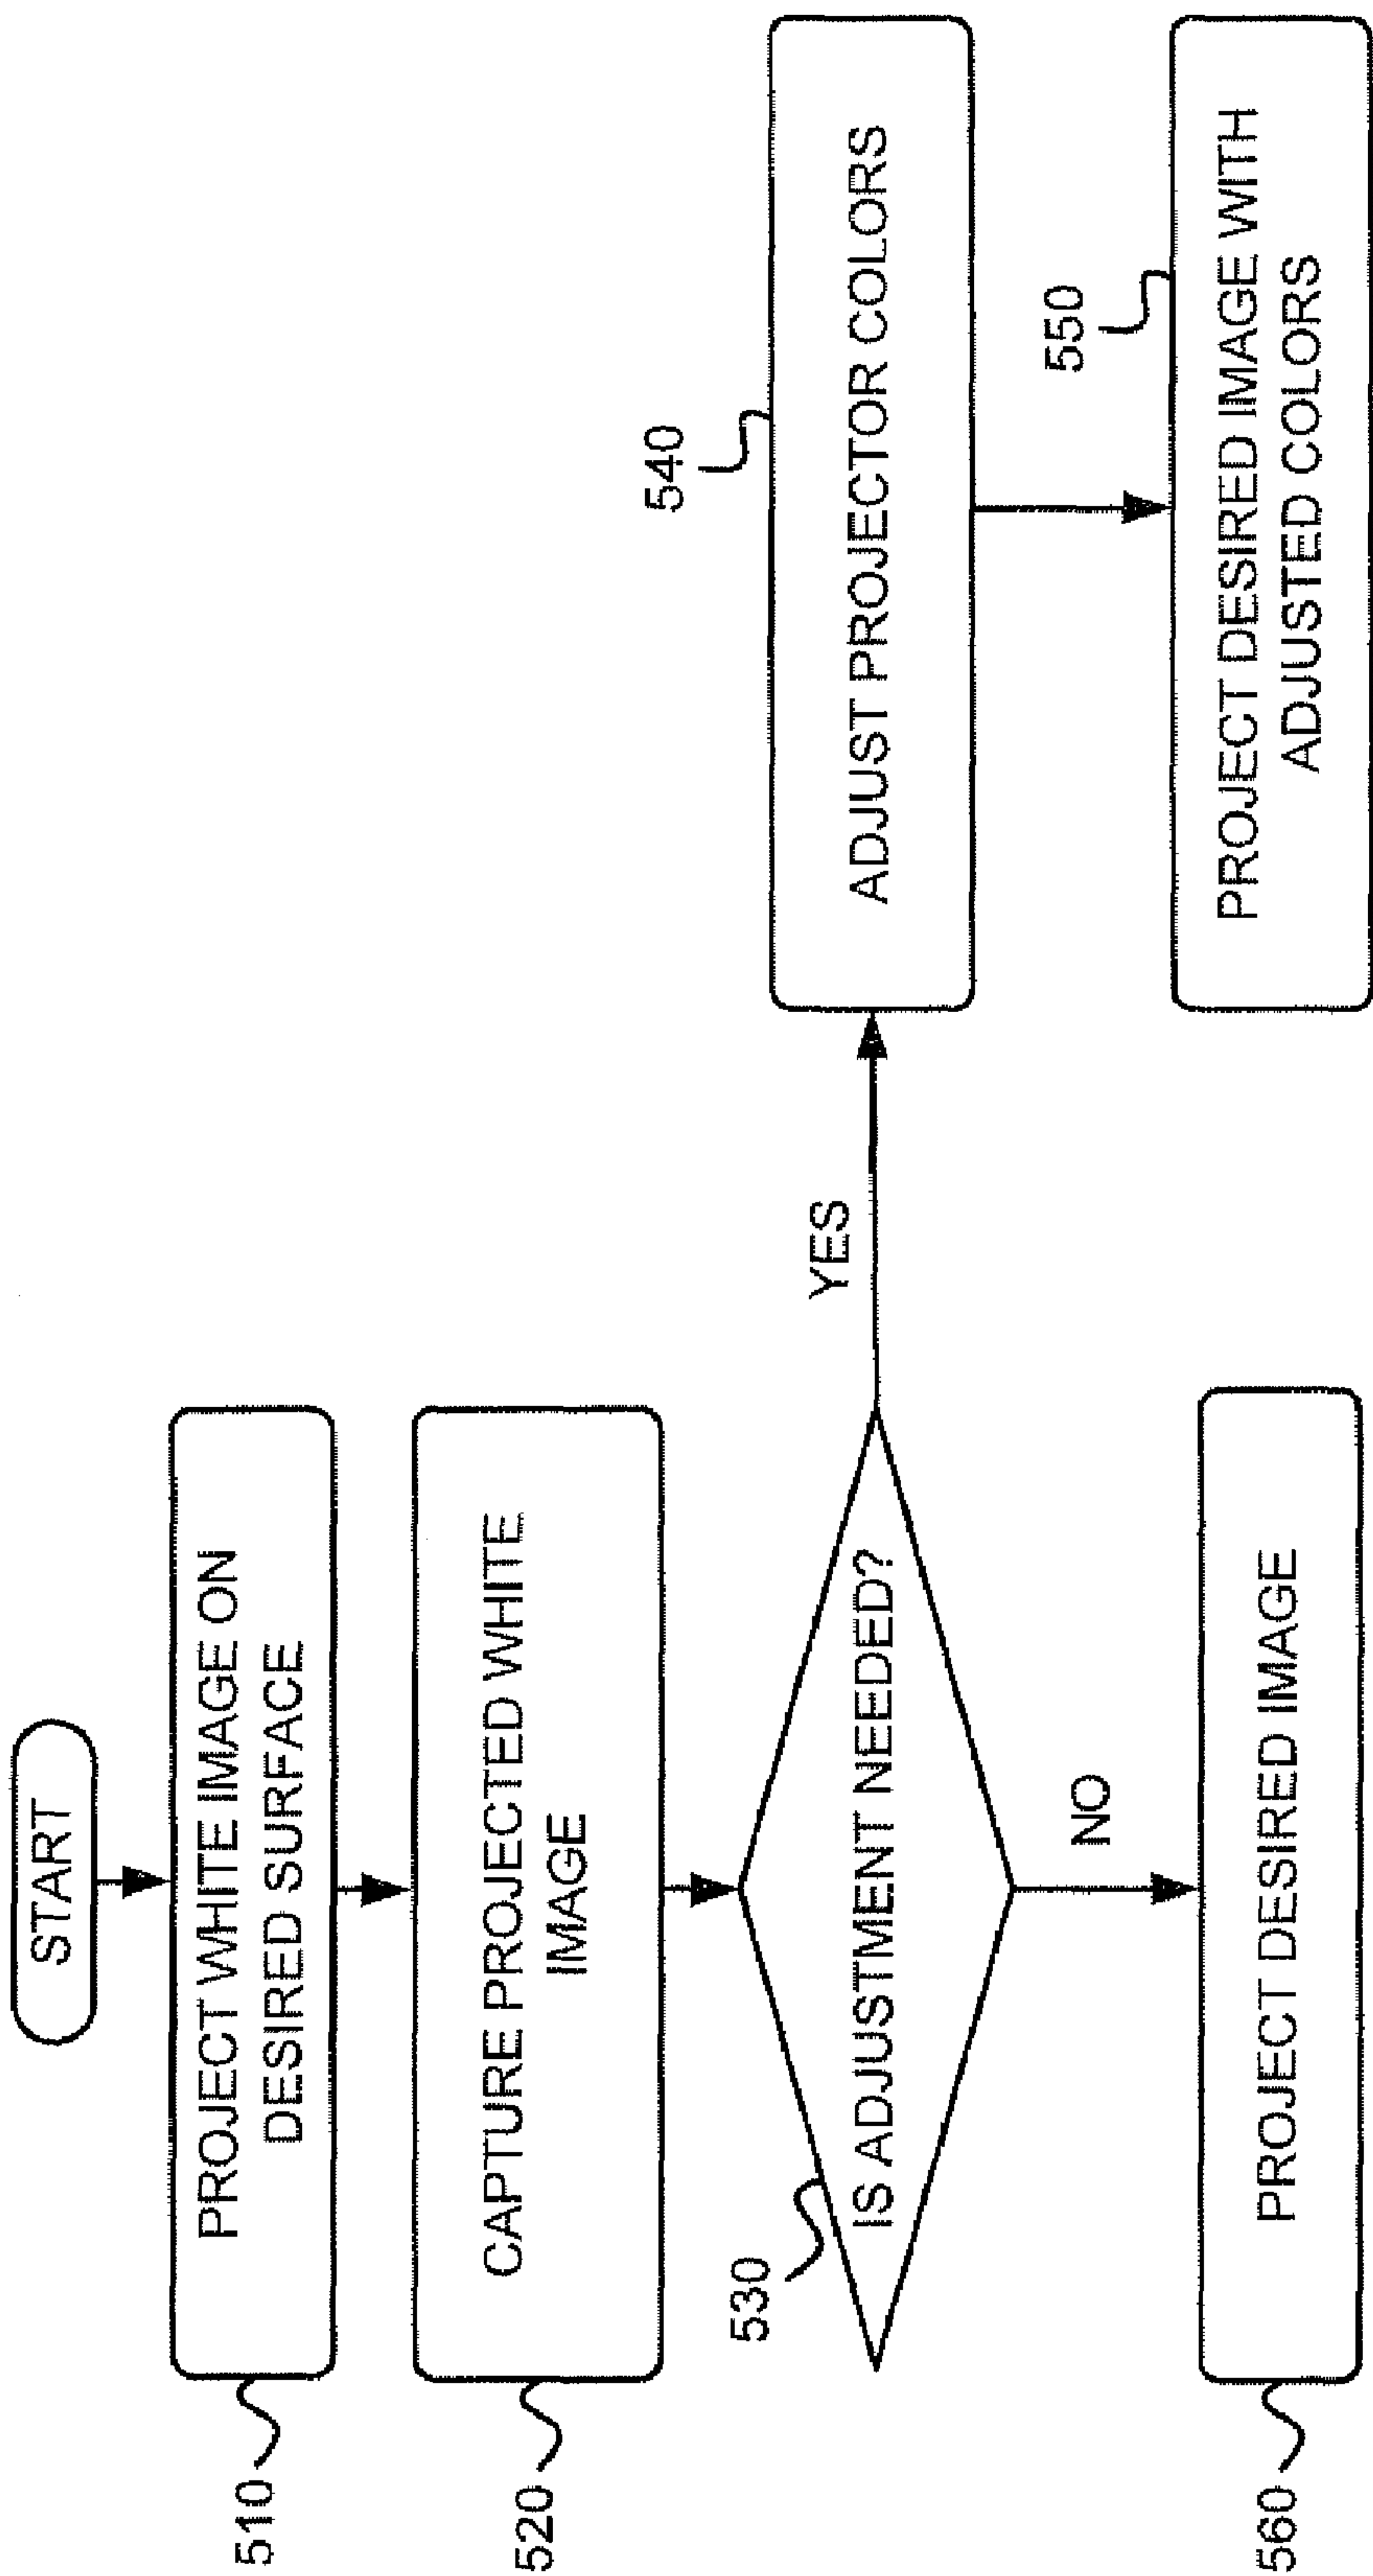 START
510
PROJECT WHITE IMAGE ON
DESIRED SURFACE
520
CAPTURE PROJECTED WHITE
IMAGE
530
IS ADJUSTMENT NEEDED?
YES
540
ADJUST PROJECTOR COLORS
550
PROJECT DESIRED IMAGE WITH
ADJUSTED COLORS
NO
560
PROJECT DESIRED IMAGE